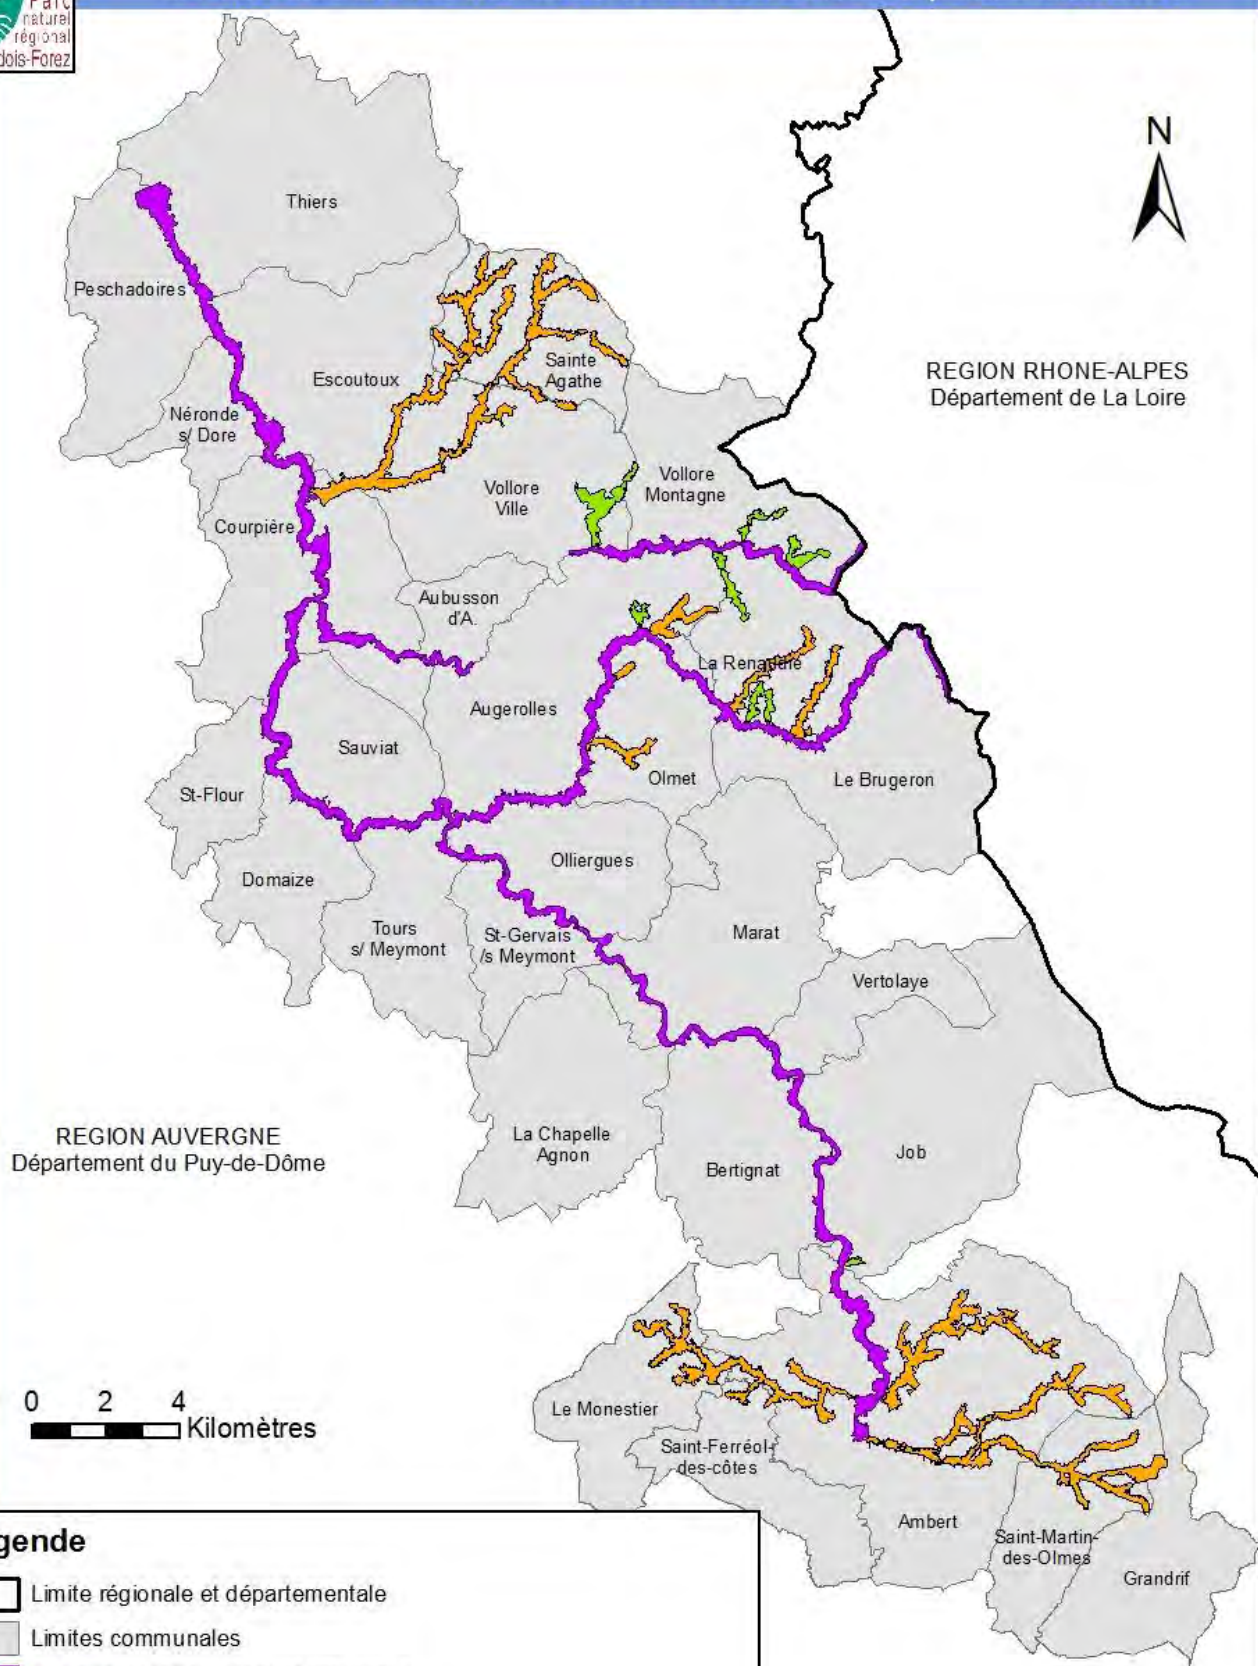 Parc
naturel
régional
dois-Forez
N
Thiers
Peschadoires
REGION RHONE-ALPES
Département de La Loire
Escoutoux
Sainte
Agathe
Néronde
s/ Dore
Vollore
Montagne
Vollore
Ville
Courpière
Aubusson
d'A.
La Renaudie
Augerolles
Sauviat
Olmet
Le Brugeron
St-Flour
Olliergues
Domaize
Tours
s/ Meymont
St-Gervais
/s Meymont
Marat
Vertolaye
REGION AUVERGNE
Département du Puy-de-Dôme
La Chapelle
Agnon
Bertignat
Job
0 2 4
Kilomètres
Le Monestier
Saint-Ferréol-
des-côtes
Ambert
Saint-Martin-
des-Olmes
Grandrif
gende
Limite régionale et départementale
Limites communales